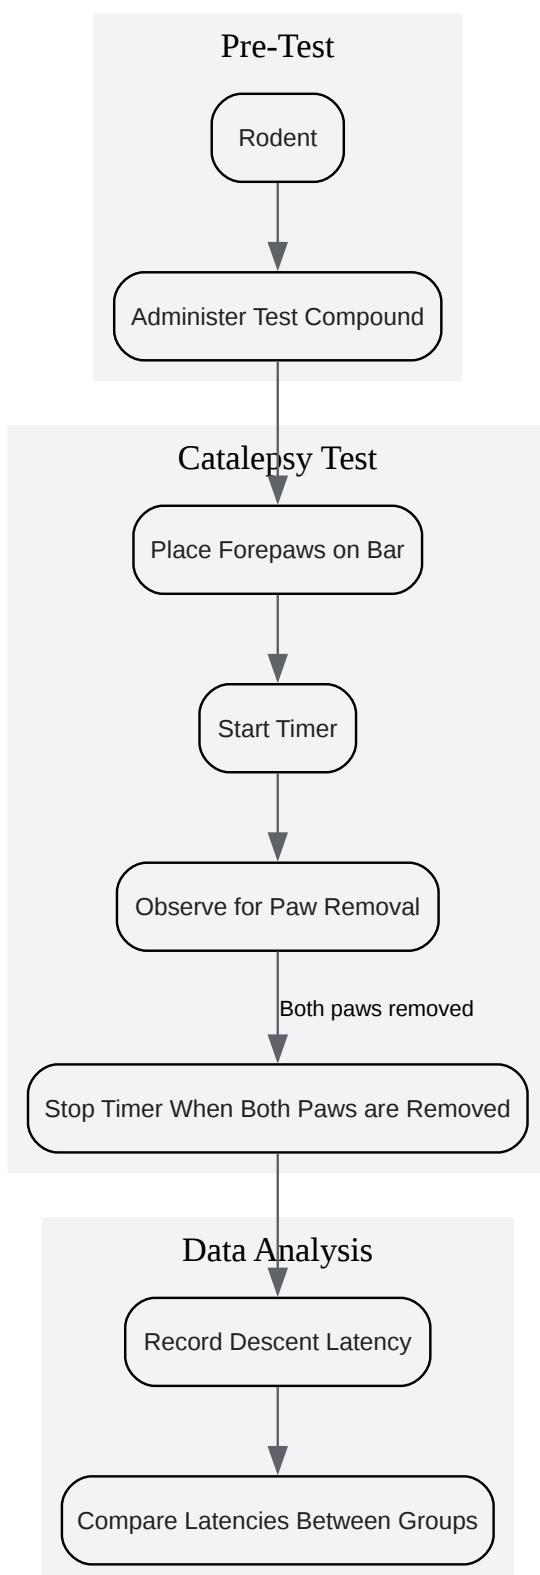 Pre-Test
Rodent
Administer Test Compound
Catalepsy Test
Place Forepaws on Bar
Start Timer
Observe for Paw Removal
Both paws removed
Stop Timer When Both Paws are Removed
Data Analysis
Record Descent Latency
Compare Latencies Between Groups